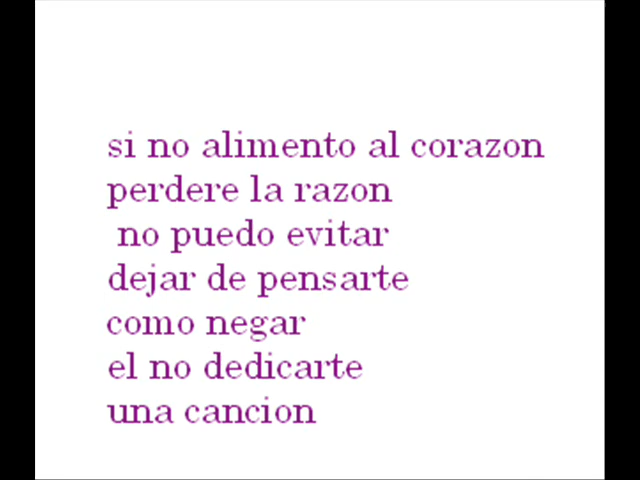 si no alimento al corazon
perdere la razon
no puedo evitar
dejar de pensarte
como negar
el no dedicarte
una cancion